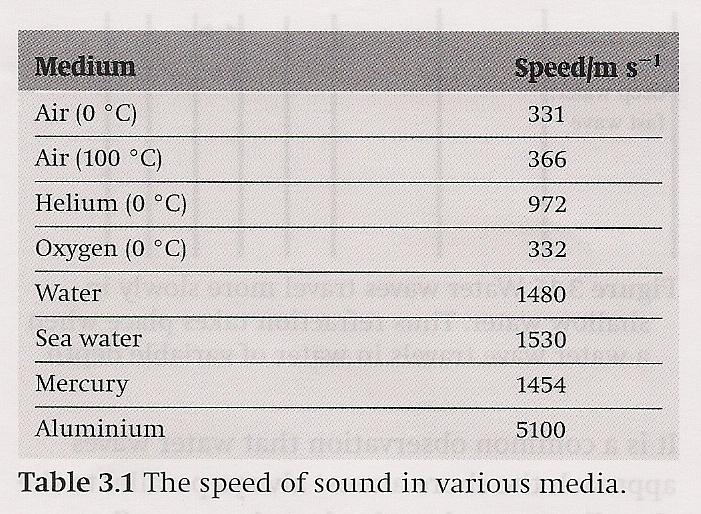 Medium Speed/m s⁻¹
Air (0 °C) 331
Air (100 °C) 366
Helium (0 °C) 972
Oxygen (0 °C) 332
Water 1480
Sea water 1530
Mercury 1454
Aluminium 5100
Table 3.1 The speed of sound in various media.